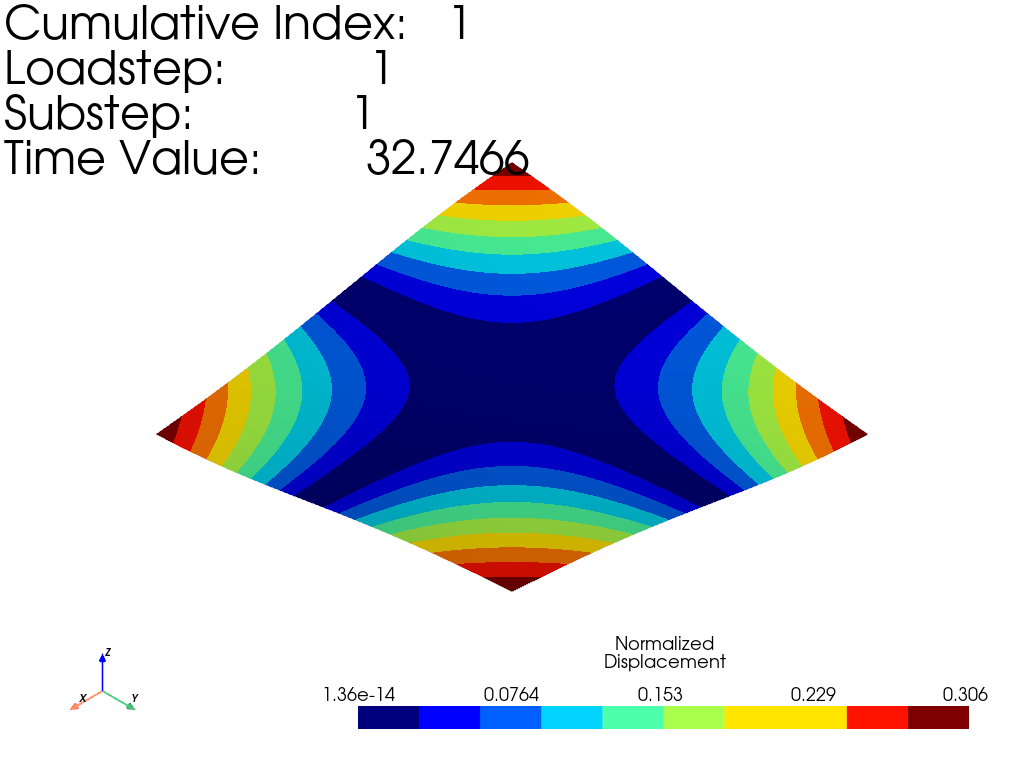 Cumulative Index: 1
Loadstep: 1
Substep: 1
Time Value: 32.7466
Normalized
Displacement
1.36e-14 0.0764 0.153 0.229 0.306
Z
X Y